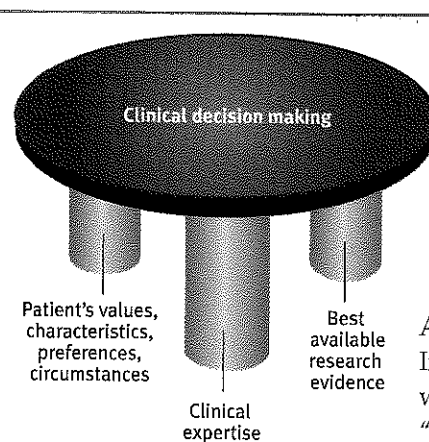 Clinical decision making
Patient's values,
characteristics,
preferences,
circumstances
Clinical
expertise
Best
available
research
evidence